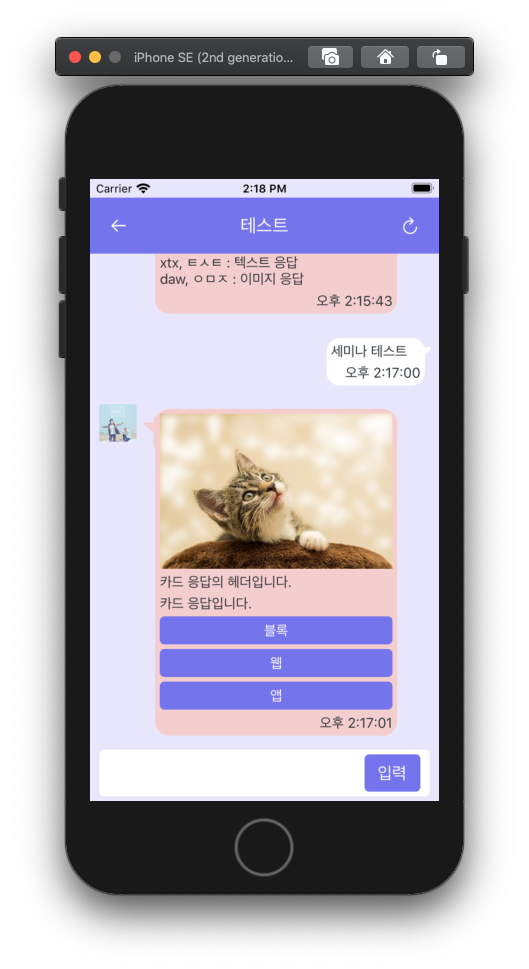 iPhone SE (2nd generatio...
Carrier 2:18 PM
테스트
xtx, ㅌㅅㅌ : 텍스트 응답
daw, ㅇㅁㅈ : 이미지 응답
오후 2:15:43
세미나 테스트
오후 2:17:00
카드 응답의 헤더입니다.
카드 응답입니다.
블록
웹
앱
오후 2:17:01
입력